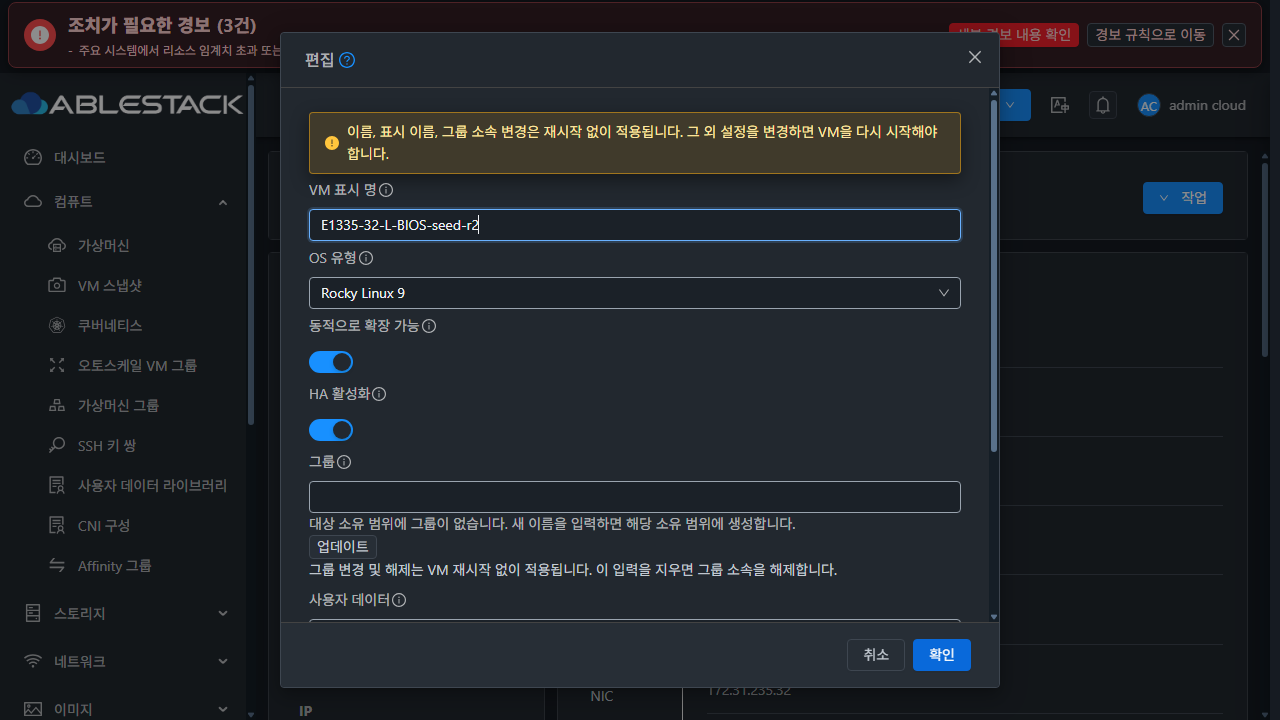 조치가 필요한 경보 (3건)
- 주요 시스템에서 리소스 임계치 초과 또는
내용 확인
경보 규칙으로 이동
ABLESTACK
AC
admin cloud
대시보드
컴퓨트
가상머신
VM 스냅샷
쿠버네티스
오토스케일 VM 그룹
가상머신 그룹
SSH 키 쌍
사용자 데이터 라이브러리
CNI 구성
Affinity 그룹
스토리지
네트워크
이미지
작업
편집
이름, 표시 이름, 그룹 소속 변경은 재시작 없이 적용됩니다. 그 외 설정을 변경하면 VM을 다시 시작해야
합니다.
VM 표시 명
E1335-32-L-BIOS-seed-r2
OS 유형
Rocky Linux 9
동적으로 확장 가능
HA 활성화
그룹
대상 소유 범위에 그룹이 없습니다. 새 이름을 입력하면 해당 소유 범위에 생성합니다.
업데이트
그룹 변경 및 해제는 VM 재시작 없이 적용됩니다. 이 입력을 지우면 그룹 소속을 해제합니다.
사용자 데이터
취소
확인
NIC
172.31.235.32
IP